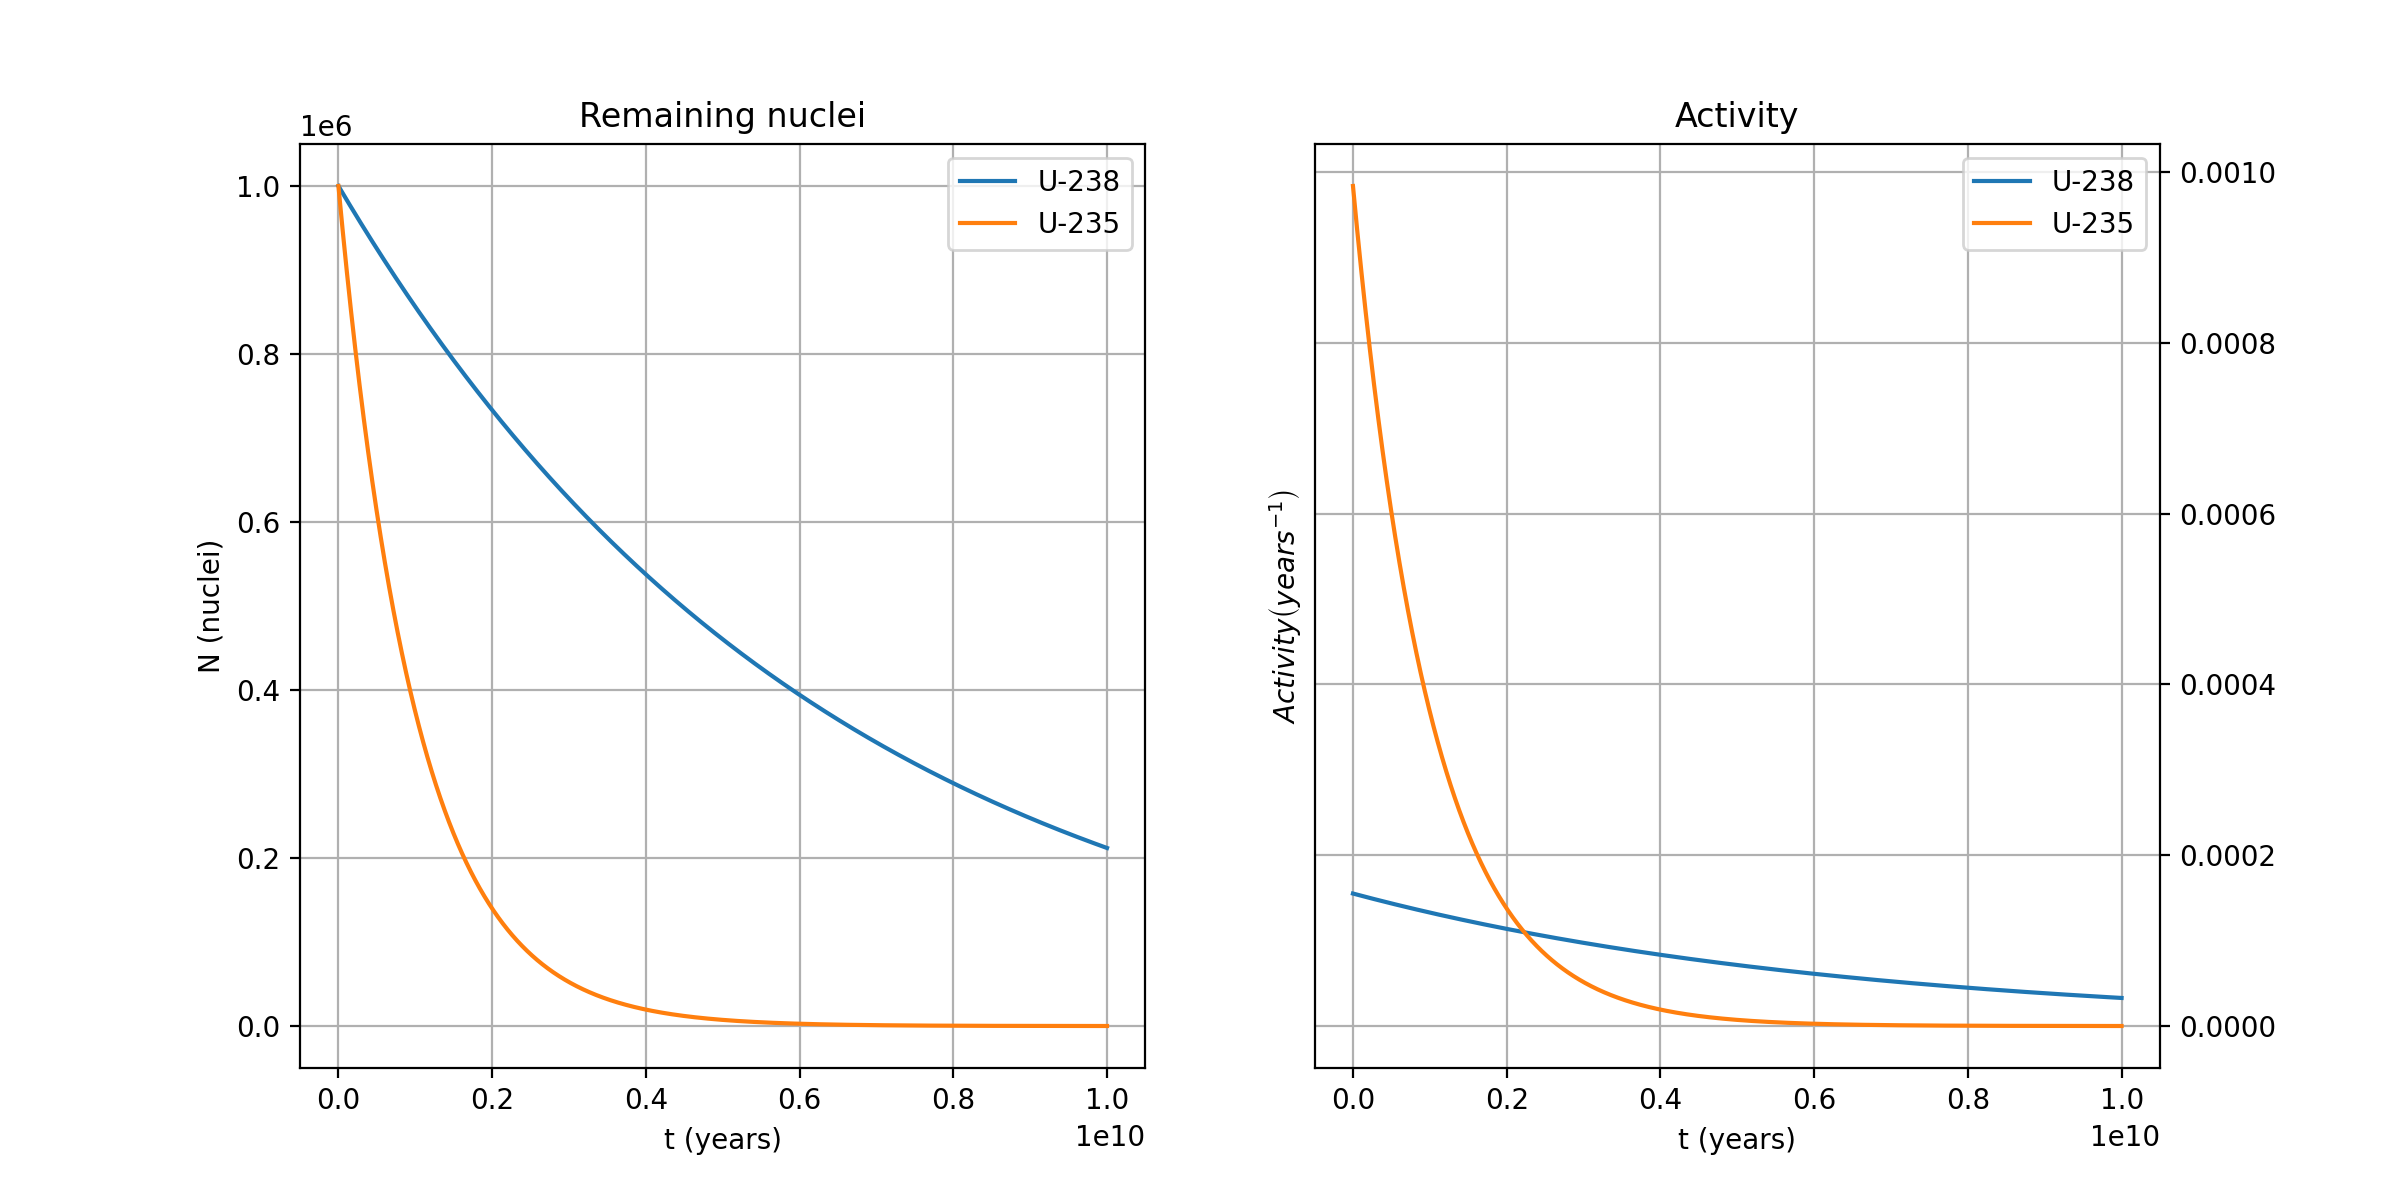 Remaining nuclei
1e6
U-238
U-235
1.0
0.8
0.6
0.4
0.2
0.0
N (nuclei)
0.0 0.2 0.4 0.6 0.8 1.0
1e10
t (years)
Activity
U-238
U-235
0.0010
0.0008
0.0006
0.0004
0.0002
0.0000
Activity(years⁻¹)
0.0 0.2 0.4 0.6 0.8 1.0
1e10
t (years)